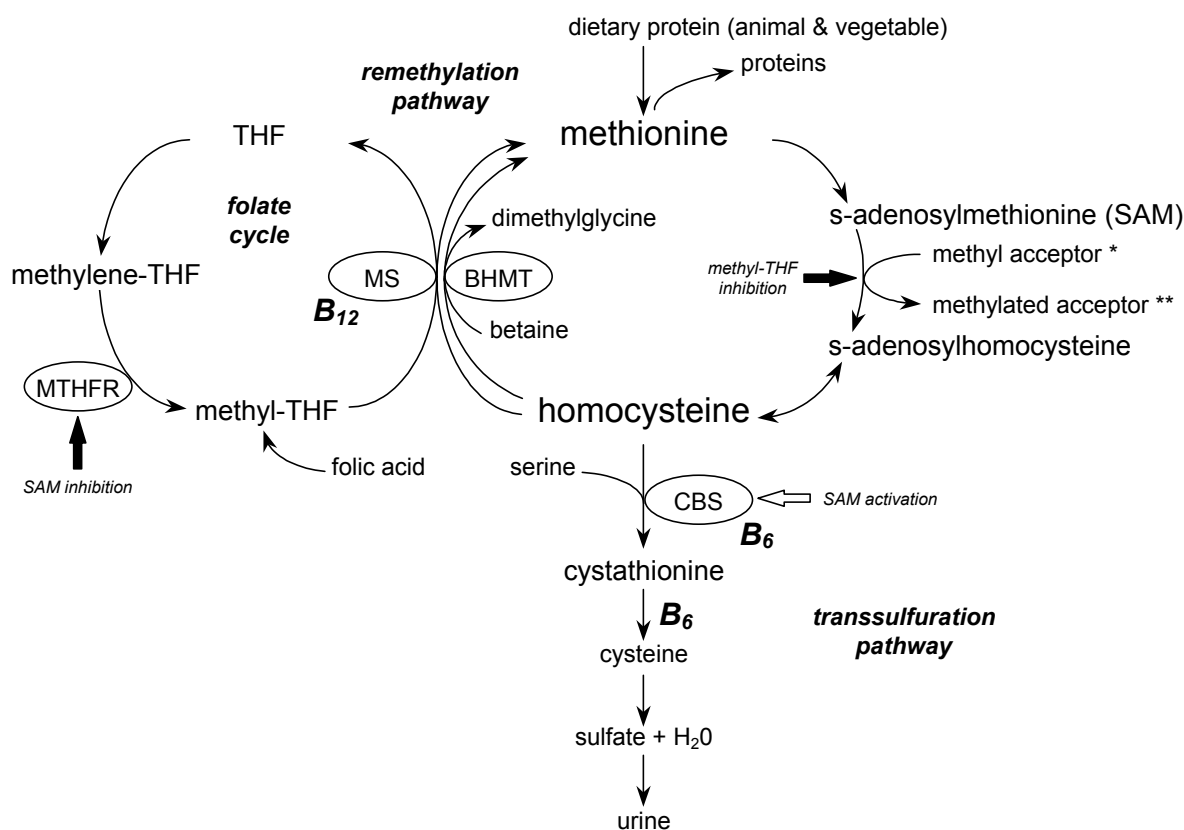 dietary protein (animal & vegetable)
proteins
remethylation
pathway
THF
methionine
folate
cycle
s-adenosylmethionine (SAM)
dimethylglycine
methylene-THF
MS
BHMT
B12
betaine
methyl-THF
inhibition
methyl acceptor *
methylated acceptor **
s-adenosylhomocysteine
MTHFR
methyl-THF
homocysteine
folic acid
SAM inhibition
serine
CBS
SAM activation
B6
cystathionine
B6
transsulfuration
pathway
cysteine
sulfate + H20
urine